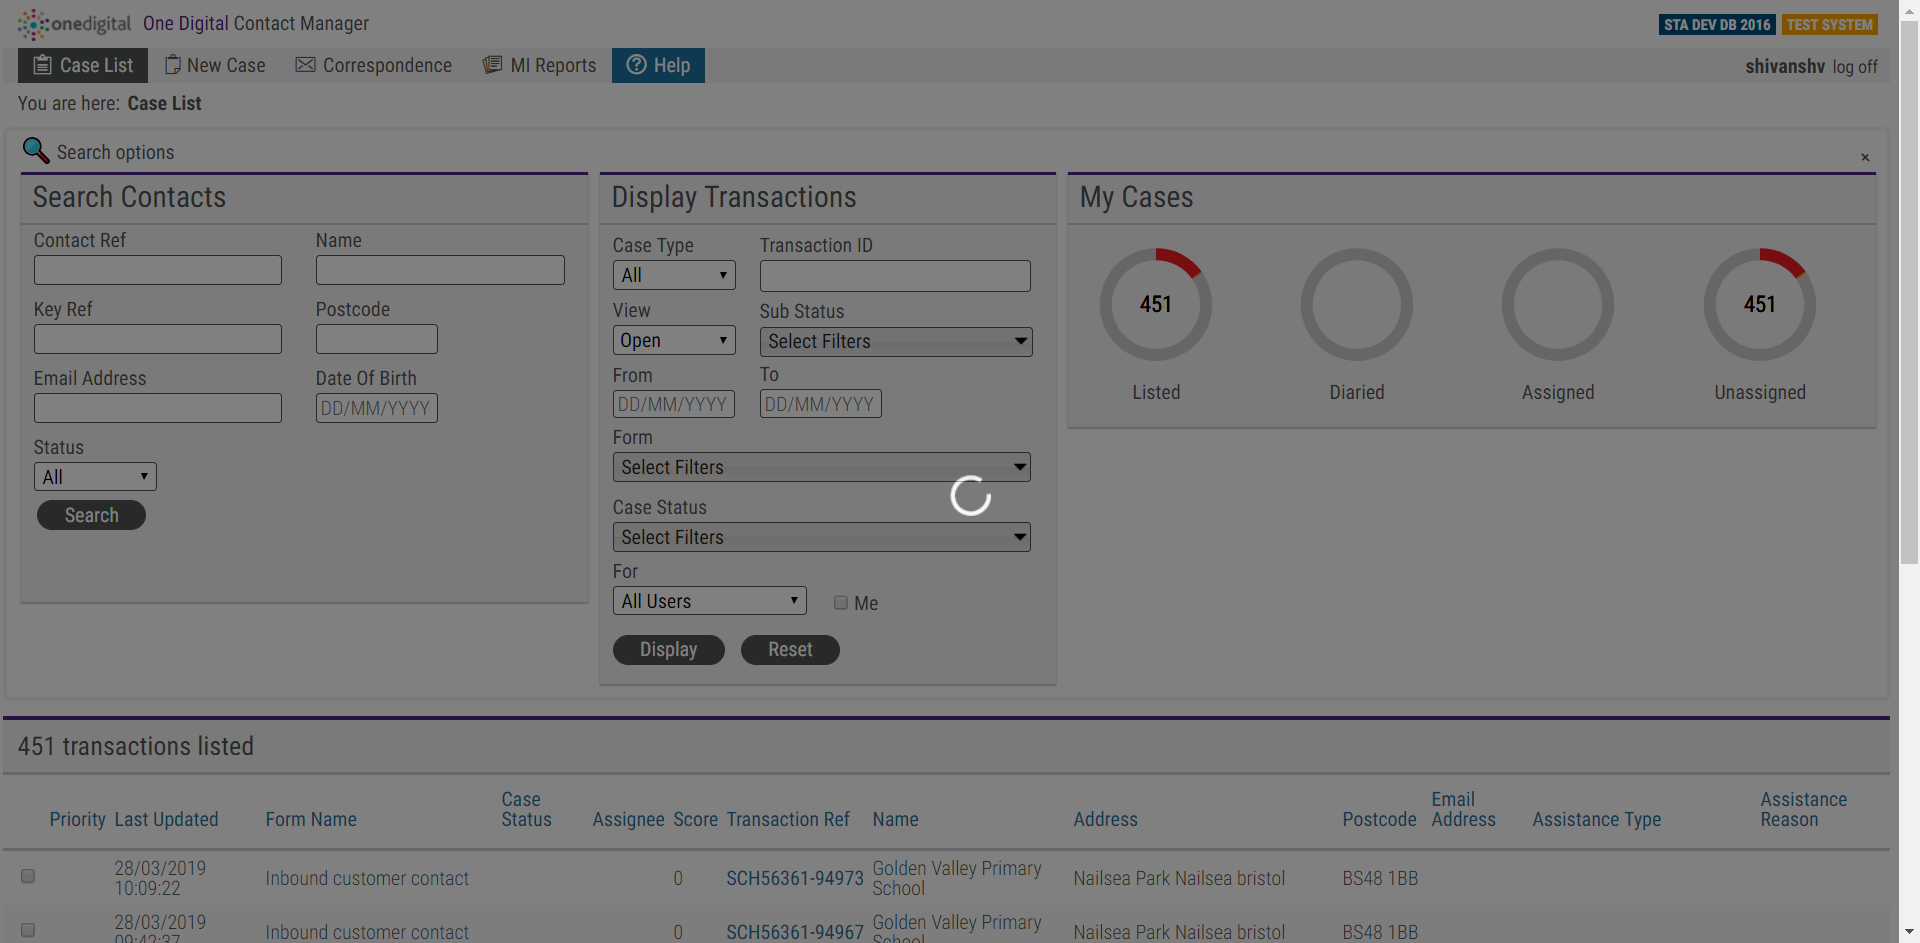 onedigital One Digital Contact Manager STA DEV DB 2016 TEST SYSTEM
Case List New Case Correspondence MI Reports Help shivanshv log off
You are here: Case List
Search options
×
Search Contacts
Contact Ref Name
Key Ref Postcode
Email Address Date Of Birth
DD/MM/YYYY
Status
All
Search
Display Transactions
Case Type Transaction ID
All
View Sub Status
Open Select Filters
From To
DD/MM/YYYY DD/MM/YYYY
Form
Select Filters
Case Status
Select Filters
For
All Users Me
Display Reset
My Cases
451 451
Listed Diaried Assigned Unassigned
451 transactions listed
Priority Last Updated Form Name Case Status Assignee Score Transaction Ref Name Address Postcode Email Address Assistance Type Assistance Reason
28/03/2019 10:09:22 Inbound customer contact 0 SCH56361-94973 Golden Valley Primary School Nailsea Park Nailsea bristol BS48 1BB
28/03/2019 09:42:37 Inbound customer contact 0 SCH56361-94967 Golden Valley Primary School Nailsea Park Nailsea bristol BS48 1BB